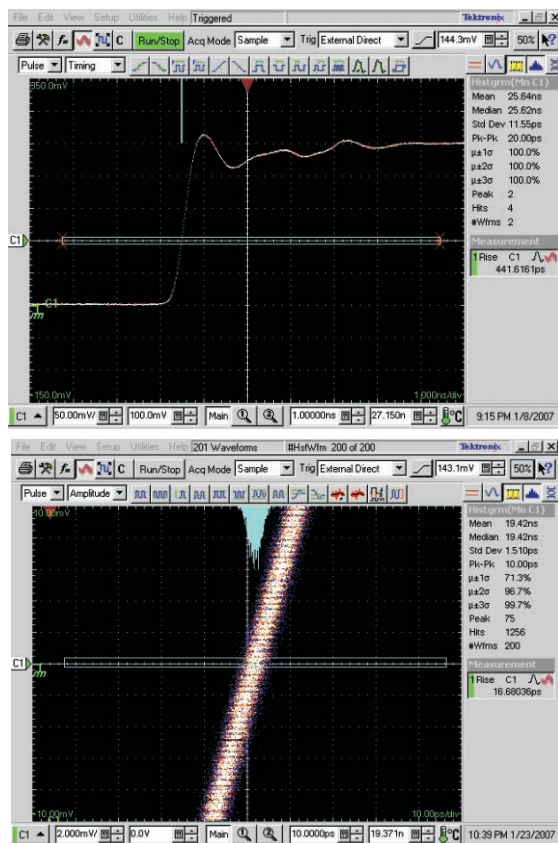 File Edit View Setup Utilities Help Triggered Tektronix
Run/Stop Acq Mode Sample Trig External Direct 144.3mV 50%
Pulse Timing
350.0mV
Histgrm(Mn C1)
Mean 25.64ns
Median 25.62ns
Std Dev 11.55ps
Pk-Pk 20.00ps
µ±1σ 100.0%
µ±2σ 100.0%
µ±3σ 100.0%
Peak 2
Hits 4
#Wfms 2
Measurement
1 Rise C1
441.6161ps
C1
C1
-150.0mV 1.000ns/div
C1 50.00mV/ 100.0mV Main 1.00000ns 27.150n °C 9:15 PM 1/8/2007
File Edit View Setup Utilities Help 201 Waveforms #HstWfm 200 of 200 Tektronix
C Run/Stop Acq Mode Sample Trig External Direct 143.1mV 50%
Pulse Amplitude
10.00mV
Histgrm(Mn C1)
Mean 19.42ns
Median 19.42ns
Std Dev 1.510ps
Pk-Pk 10.00ps
µ±1σ 71.3%
µ±2σ 96.7%
µ±3σ 99.7%
Peak 75
Hits 1256
#Wfms 200
Measurement
1 Rise C1
16.68036ps
C1
10.00mV 10.00ps/div
C1 2.000mV/ 0.0V Main 10.0000ps 19.371n °C 10:39 PM 1/23/2007